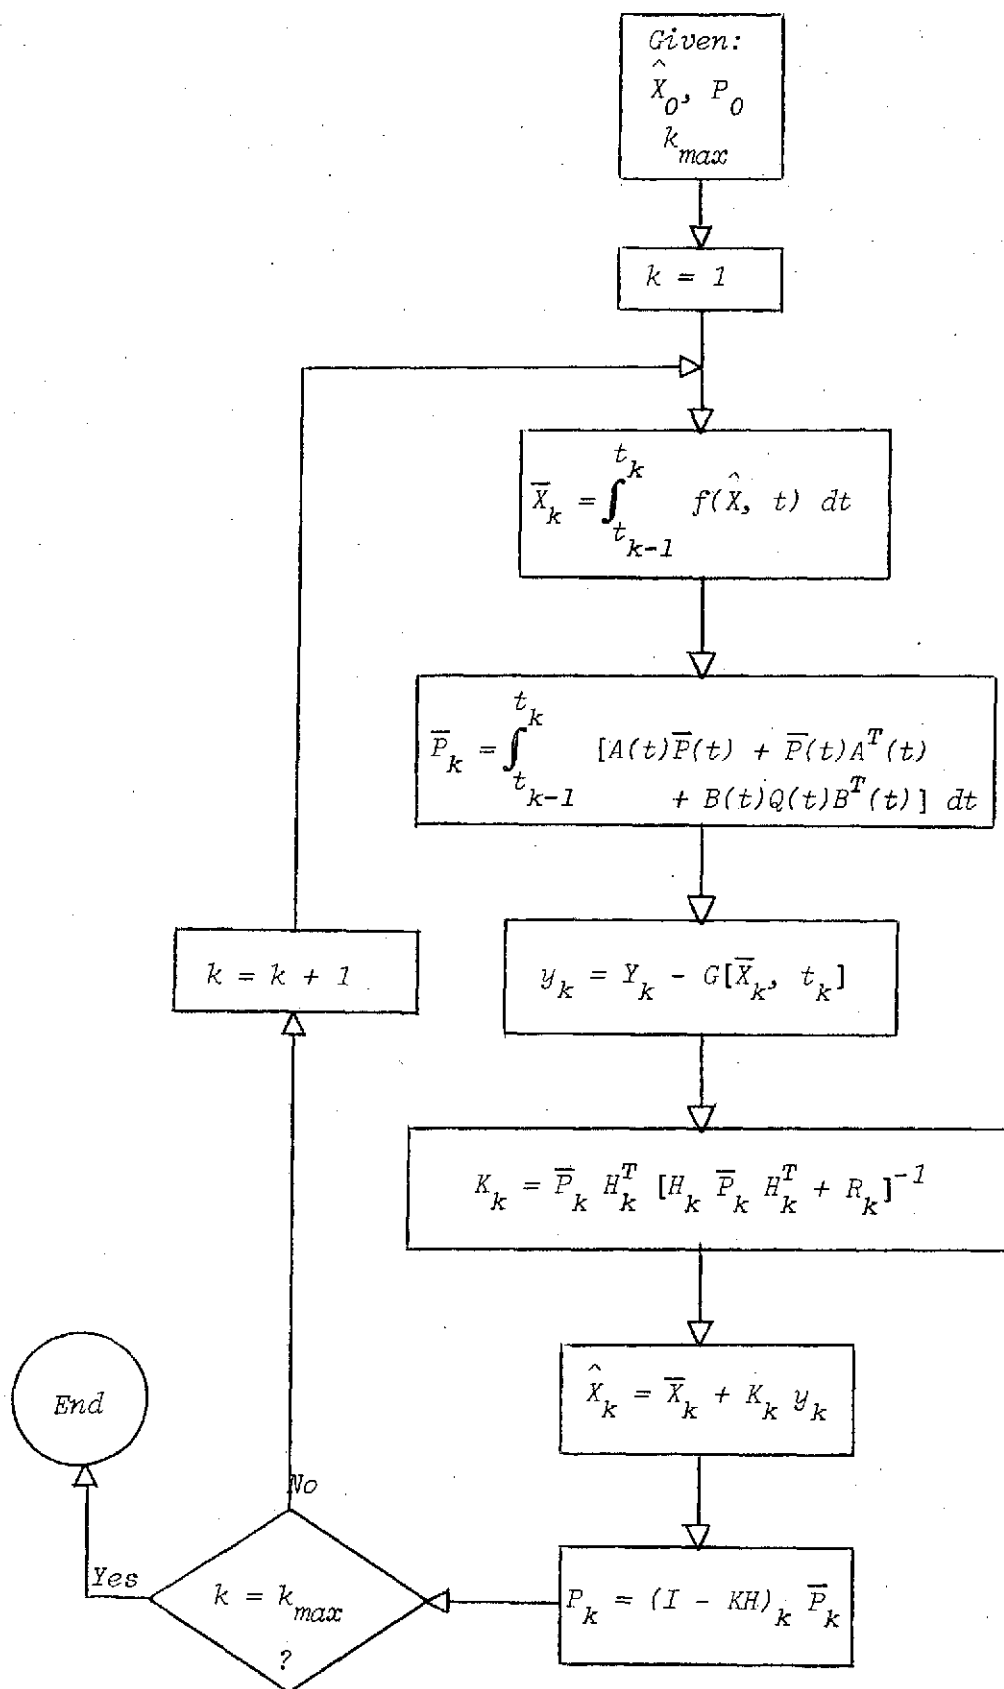 Given:
X̂_0, P_0
k_max
k = 1
X̅_k = ∫_{t_{k-1}}^{t_k} f(X̂, t) dt
P̅_k = ∫_{t_{k-1}}^{t_k} [A(t)P̅(t) + P̅(t)A^T(t)
+ B(t)Q(t)B^T(t)] dt
y_k = Y_k - G[X̅_k, t_k]
k = k + 1
K_k = P̅_k H_k^T [H_k P̅_k H_k^T + R_k]^{-1}
X̂_k = X̅_k + K_k y_k
P_k = (I - KH)_k P̅_k
k = k_max
?
No
Yes
End